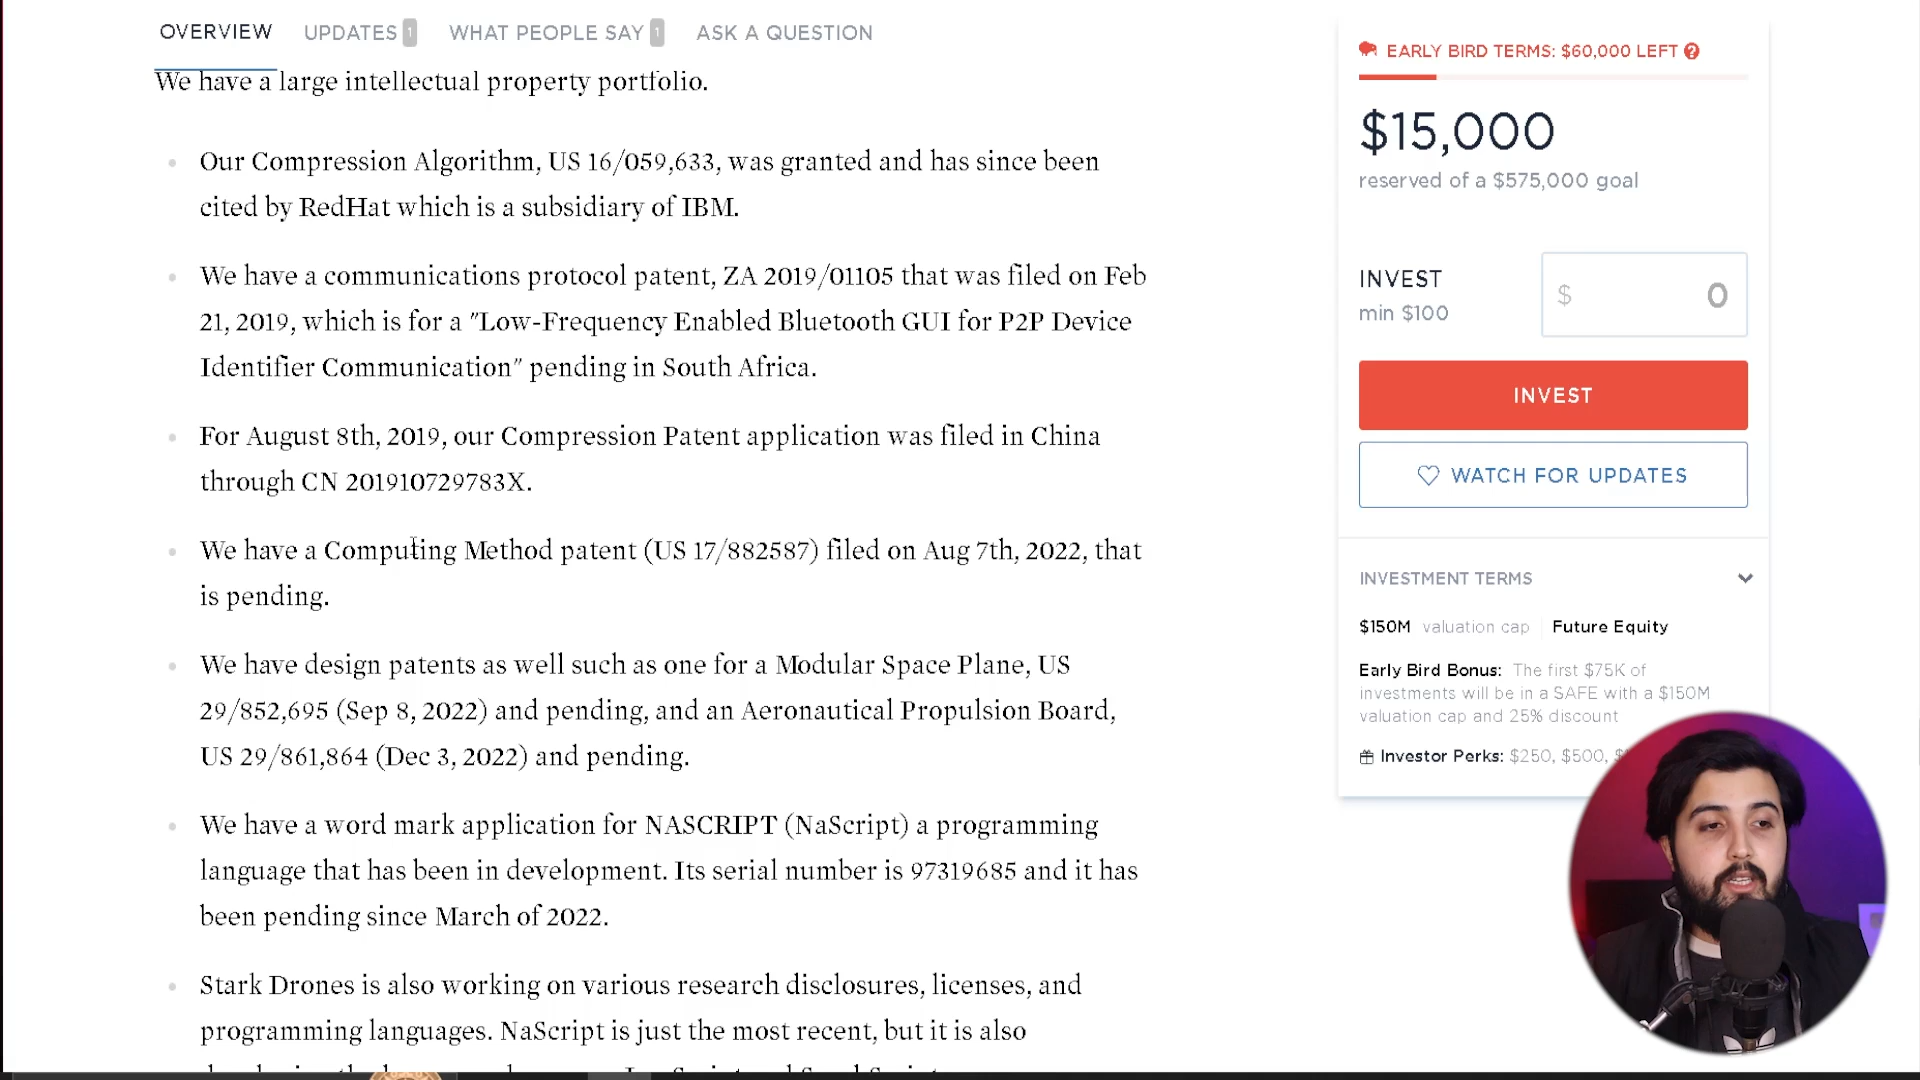 OVERVIEW
UPDATES 1
WHAT PEOPLE SAY 1
ASK A QUESTION
We have a large intellectual property portfolio.
Our Compression Algorithm, US 16/059,633, was granted and has since been
cited by RedHat which is a subsidiary of IBM.
We have a communications protocol patent, ZA 2019/01105 that was filed on Feb
21, 2019, which is for a "Low-Frequency Enabled Bluetooth GUI for P2P Device
Identifier Communication" pending in South Africa.
For August 8th, 2019, our Compression Patent application was filed in China
through CN 201910729783X.
We have a Computing Method patent (US 17/882587) filed on Aug 7th, 2022, that
is pending.
We have design patents as well such as one for a Modular Space Plane, US
29/852,695 (Sep 8, 2022) and pending, and an Aeronautical Propulsion Board,
US 29/861,864 (Dec 3, 2022) and pending.
We have a word mark application for NASCRIPT (NaScript) a programming
language that has been in development. Its serial number is 97319685 and it has
been pending since March of 2022.
Stark Drones is also working on various research disclosures, licenses, and
programming languages. NaScript is just the most recent, but it is also
EARLY BIRD TERMS: $60,000 LEFT ?
$15,000
reserved of a $575,000 goal
INVEST
min $100
$ 0
INVEST
WATCH FOR UPDATES
INVESTMENT TERMS
$150M valuation cap Future Equity
Early Bird Bonus: The first $75K of
investments will be in a SAFE with a $150M
valuation cap and 25% discount
Investor Perks: $250, $500,